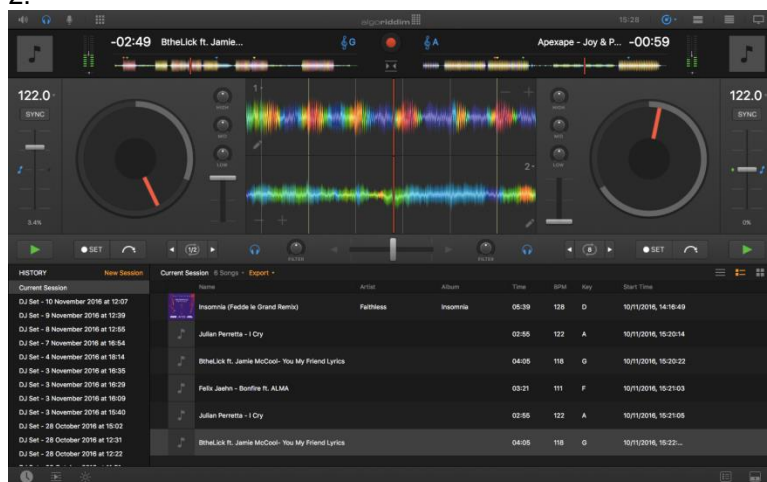 2.
algoriddim
15:28
-02:49 BtheLick ft. Jamie... G
A Apexape - Joy & P... -00:59
122.0 HIGH 1 HIGH 122.0
SYNC MID MID SYNC
LOW 2 LOW
3.4% 0%
SET 1/2 FILTER FILTER 8 SET
HISTORY New Session Current Session 6 Songs Export
Current Session Name Artist Album Time BPM Key Start Time
DJ Set - 10 November 2016 at 12:07
DJ Set - 9 November 2016 at 12:39
DJ Set - 8 November 2016 at 12:55
DJ Set - 7 November 2016 at 16:54
DJ Set - 4 November 2016 at 18:14
DJ Set - 3 November 2016 at 16:35
DJ Set - 3 November 2016 at 16:29
DJ Set - 3 November 2016 at 16:09
DJ Set - 3 November 2016 at 15:40
DJ Set - 28 October 2016 at 15:02
DJ Set - 28 October 2016 at 12:31
DJ Set - 28 October 2016 at 12:22
Insomnia (Fedde le Grand Remix) Faithless Insomnia 05:39 128 D 10/11/2016, 14:16:49
Julian Perretta - I Cry 02:55 122 A 10/11/2016, 15:20:14
BtheLick ft. Jamie McCool- You My Friend Lyrics 04:05 118 G 10/11/2016, 15:20:22
Felix Jaehn - Bonfire ft. ALMA 03:21 111 F 10/11/2016, 15:21:03
Julian Perretta - I Cry 02:55 122 A 10/11/2016, 15:21:05
BtheLick ft. Jamie McCool- You My Friend Lyrics 04:05 118 G 10/11/2016, 15:22:...